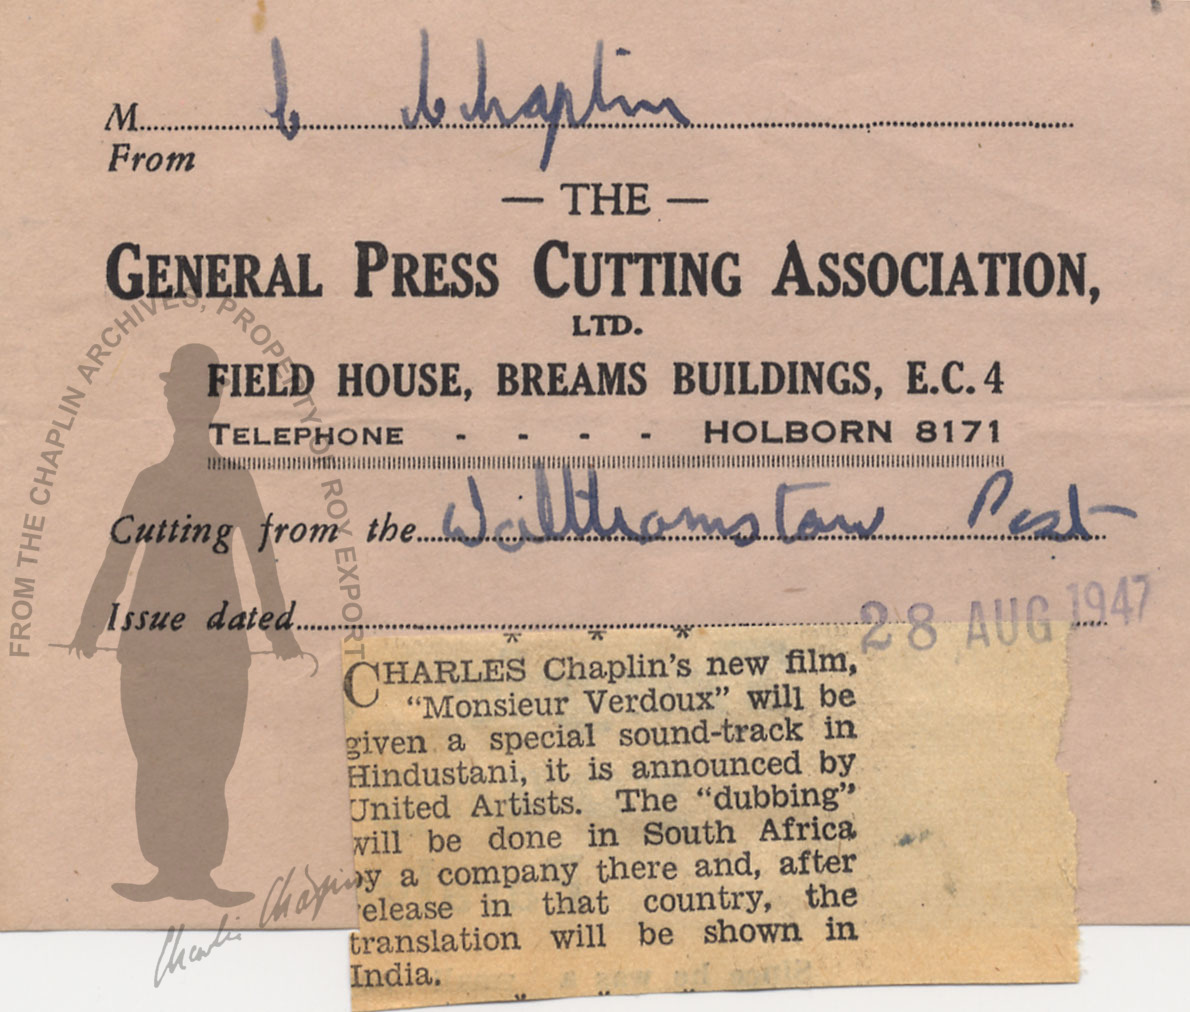 M C Chaplin
From
— THE —
GENERAL PRESS CUTTING ASSOCIATION,
LTD.
FIELD HOUSE, BREAMS BUILDINGS, E.C.4
TELEPHONE - - - - HOLBORN 8171
Cutting from the Walthamstow Post
Issue dated 28 AUG 1947
* * *
CHARLES Chaplin's new film,
"Monsieur Verdoux" will be
given a special sound-track in
Hindustani, it is announced by
United Artists. The "dubbing"
will be done in South Africa
by a company there and, after
release in that country, the
translation will be shown in
India.
FROM THE CHAPLIN ARCHIVES, PROPERTY OF ROY EXPORT
Charlie Chaplin